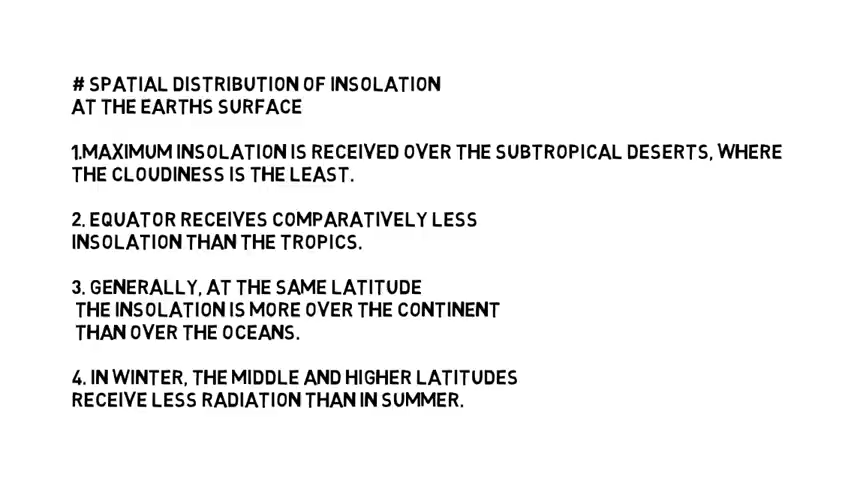 # SPATIAL DISTRIBUTION OF INSOLATION
AT THE EARTHS SURFACE
1.MAXIMUM INSOLATION IS RECEIVED OVER THE SUBTROPICAL DESERTS, WHERE
THE CLOUDINESS IS THE LEAST.
2. EQUATOR RECEIVES COMPARATIVELY LESS
INSOLATION THAN THE TROPICS.
3. GENERALLY, AT THE SAME LATITUDE
THE INSOLATION IS MORE OVER THE CONTINENT
THAN OVER THE OCEANS.
4. IN WINTER, THE MIDDLE AND HIGHER LATITUDES
RECEIVE LESS RADIATION THAN IN SUMMER.